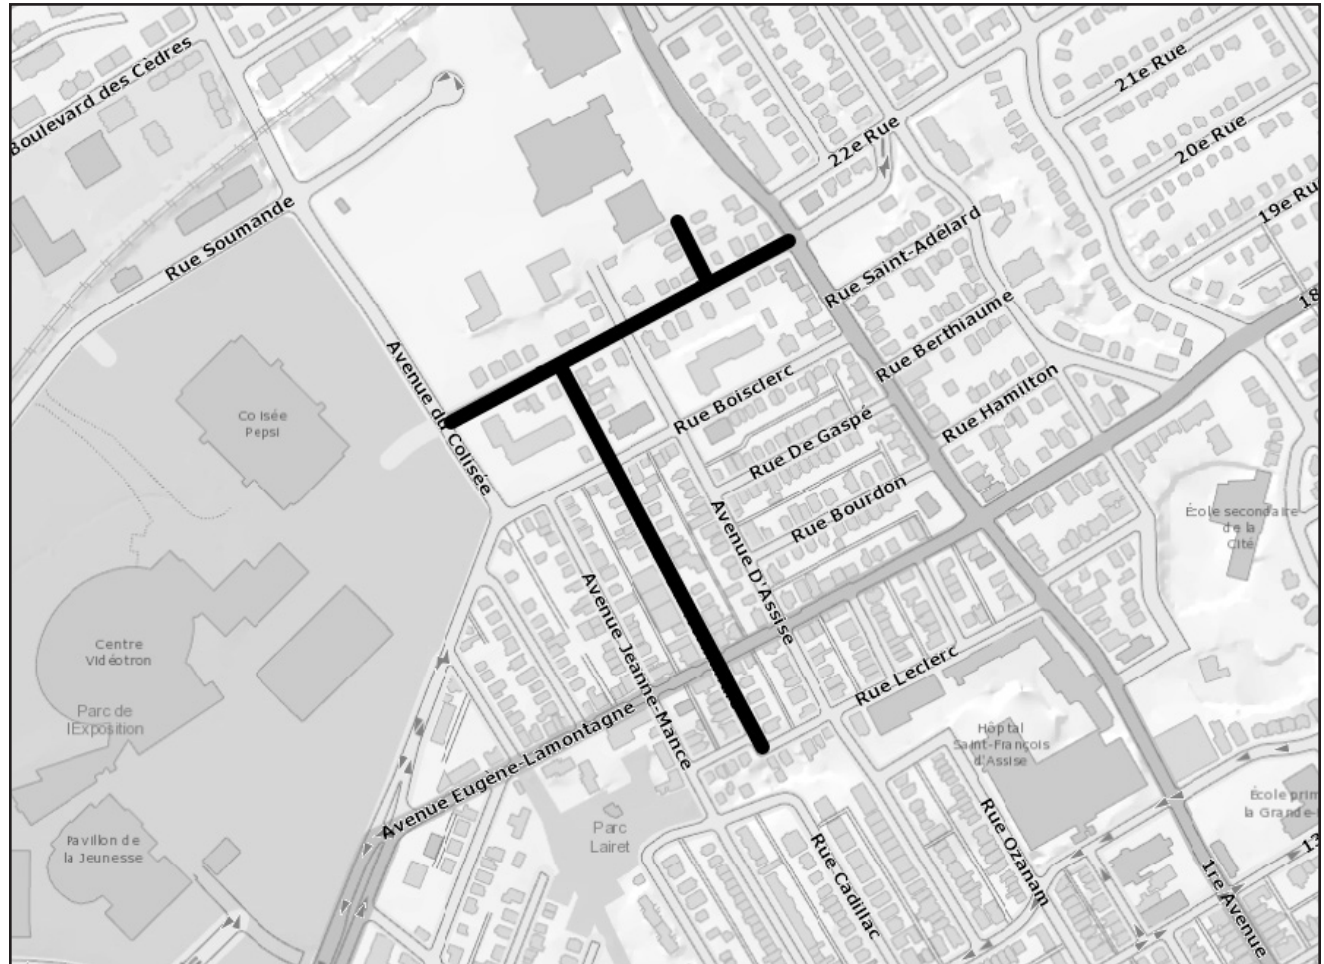 Boulevard des Cèdres
21e Rue
20e Rue
22e Rue
19e Ru
Rue Soumande
Rue Saint-Adélard
18
Rue Berthiaume
Avenue du Colisée
Rue Boisclerc
Rue Hamilton
Colisée
Pepsi
Rue De Gaspé
Rue Bourdon
Avenue D'Assise
École secondaire
de la
Cité
Avenue Jeanne-Mance
Centre
Vidéotron
Rue Leclerc
Parc de
l'Exposition
Avenue Eugène-Lamontagne
Hôpital
Saint-François
d'Assise
École prim
la Grande-
Pavillon de
la Jeunesse
Parc
Lairet
Rue Cadillac
Rue Ozanam
13
1re Avenue